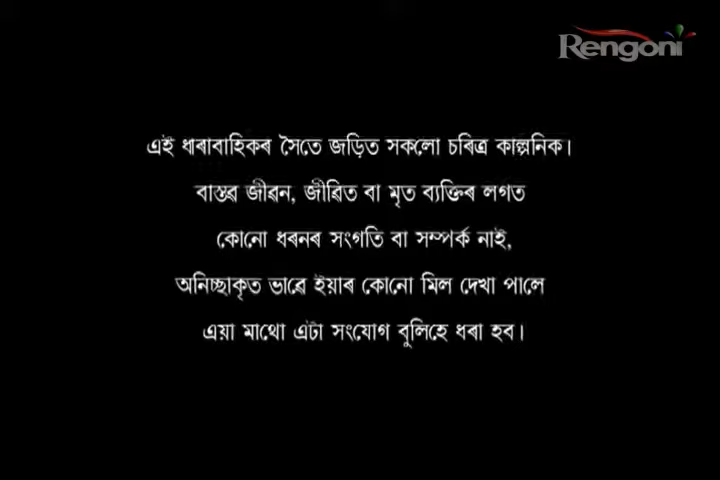 Rengoni
এই ধাৰাবাহিকৰ সৈতে জড়িত সকলো চৰিত্ৰ কাল্পনিক।
বাস্তৱ জীৱন, জীৱিত বা মৃত ব্যক্তিৰ লগত
কোনো ধৰনৰ সংগতি বা সম্পৰ্ক নাই,
অনিচ্ছাকৃত ভাৱে ইয়াৰ কোনো মিল দেখা পালে
এয়া মাথো এটা সংযোগ বুলিহে ধৰা হব।